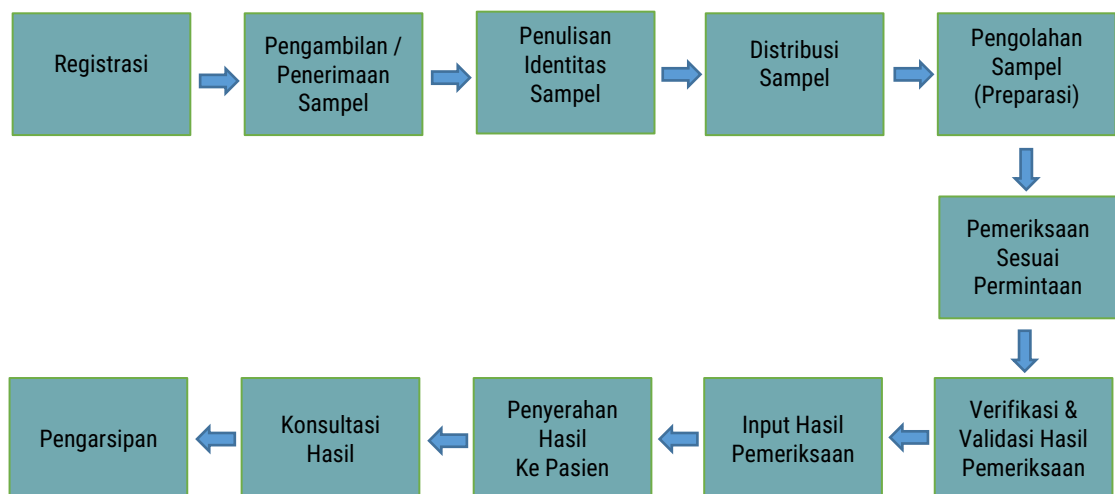 Registrasi
Pengambilan /
Penerimaan
Sampel
Penulisan
Identitas
Sampel
Distribusi
Sampel
Pengolahan
Sampel
(Preparasi)
Pemeriksaan
Sesuai
Permintaan
Verifikasi &
Validasi Hasil
Pemeriksaan
Input Hasil
Pemeriksaan
Penyerahan
Hasil
Ke Pasien
Konsultasi
Hasil
Pengarsipan